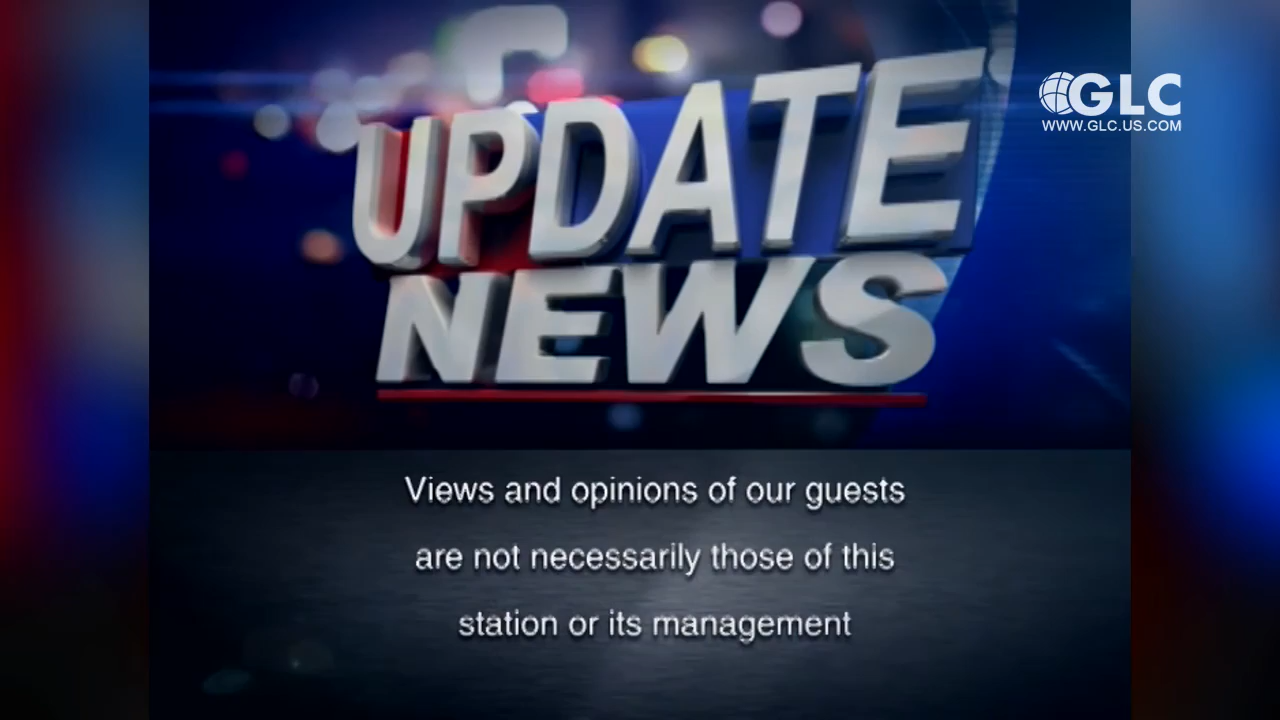 UPDATE
NEWS
GLC
WWW.GLC.US.COM
Views and opinions of our guests
are not necessarily those of this
station or its management